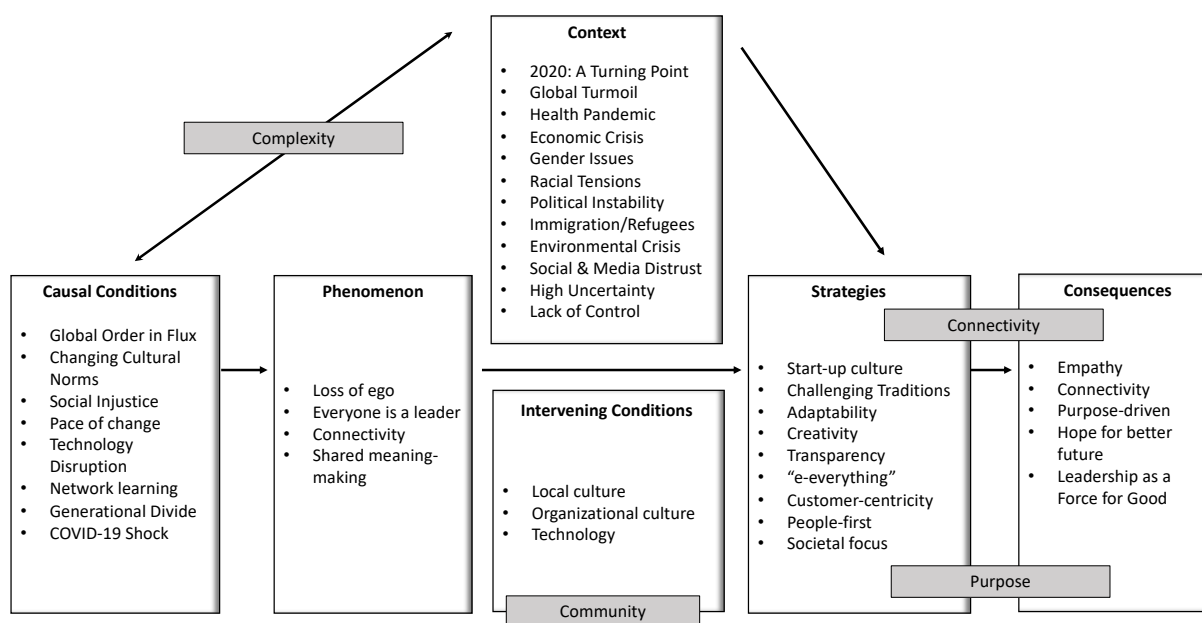 Context
• 2020: A Turning Point
• Global Turmoil
• Health Pandemic
• Economic Crisis
• Gender Issues
• Racial Tensions
• Political Instability
• Immigration/Refugees
• Environmental Crisis
• Social & Media Distrust
• High Uncertainty
• Lack of Control
Complexity
Causal Conditions
• Global Order in Flux
• Changing Cultural
Norms
• Social Injustice
• Pace of change
• Technology
Disruption
• Network learning
• Generational Divide
• COVID-19 Shock
Phenomenon
• Loss of ego
• Everyone is a leader
• Connectivity
• Shared meaning-
making
Intervening Conditions
• Local culture
• Organizational culture
• Technology
Community
Strategies
• Start-up culture
• Challenging Traditions
• Adaptability
• Creativity
• Transparency
• “e-everything”
• Customer-centricity
• People-first
• Societal focus
Connectivity
Consequences
• Empathy
• Connectivity
• Purpose-driven
• Hope for better
future
• Leadership as a
Force for Good
Purpose